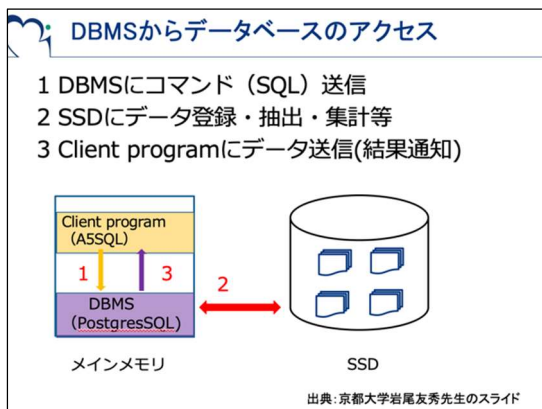 DBMSからデータベースのアクセス
1 DBMSにコマンド（SQL）送信
2 SSDにデータ登録・抽出・集計等
3 Client programにデータ送信(結果通知)
Client program
（A5SQL）
1
3
2
DBMS
（PostgresSQL）
メインメモリ
SSD
出典：京都大学岩尾友秀先生のスライド